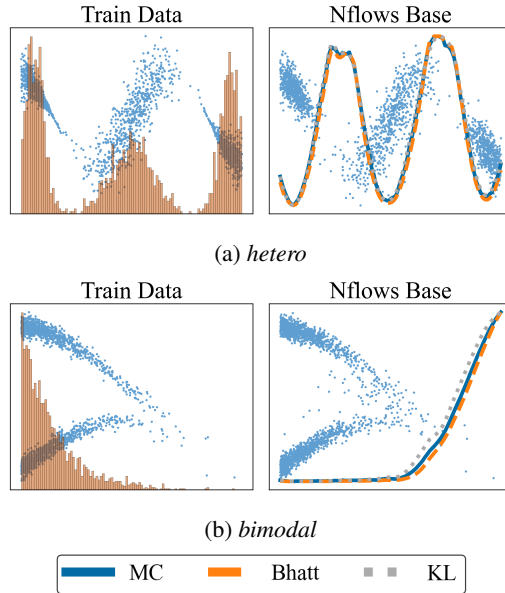 Train Data Nflows Base
(a) hetero
Train Data Nflows Base
(b) bimodal
MC Bhatt KL